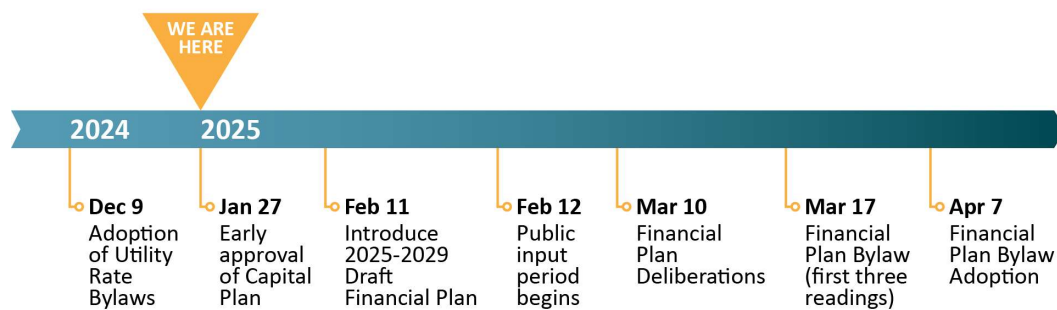 WE ARE
HERE
2024
2025
Dec 9
Adoption
of Utility
Rate
Bylaws
Jan 27
Early
approval
of Capital
Plan
Feb 11
Introduce
2025-2029
Draft
Financial Plan
Feb 12
Public
input
period
begins
Mar 10
Financial
Plan
Deliberations
Mar 17
Financial
Plan Bylaw
(first three
readings)
Apr 7
Financial
Plan Bylaw
Adoption